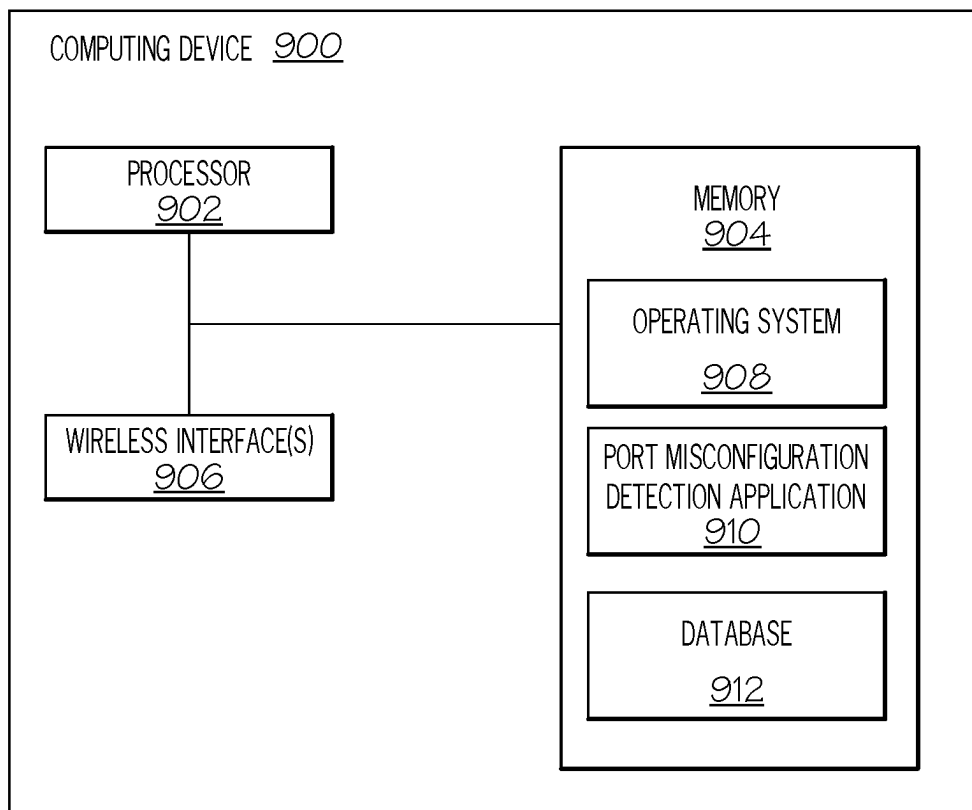 COMPUTING DEVICE 900
PROCESSOR
902
MEMORY
904
OPERATING SYSTEM
908
WIRELESS INTERFACE(S)
906
PORT MISCONFIGURATION
DETECTION APPLICATION
910
DATABASE
912